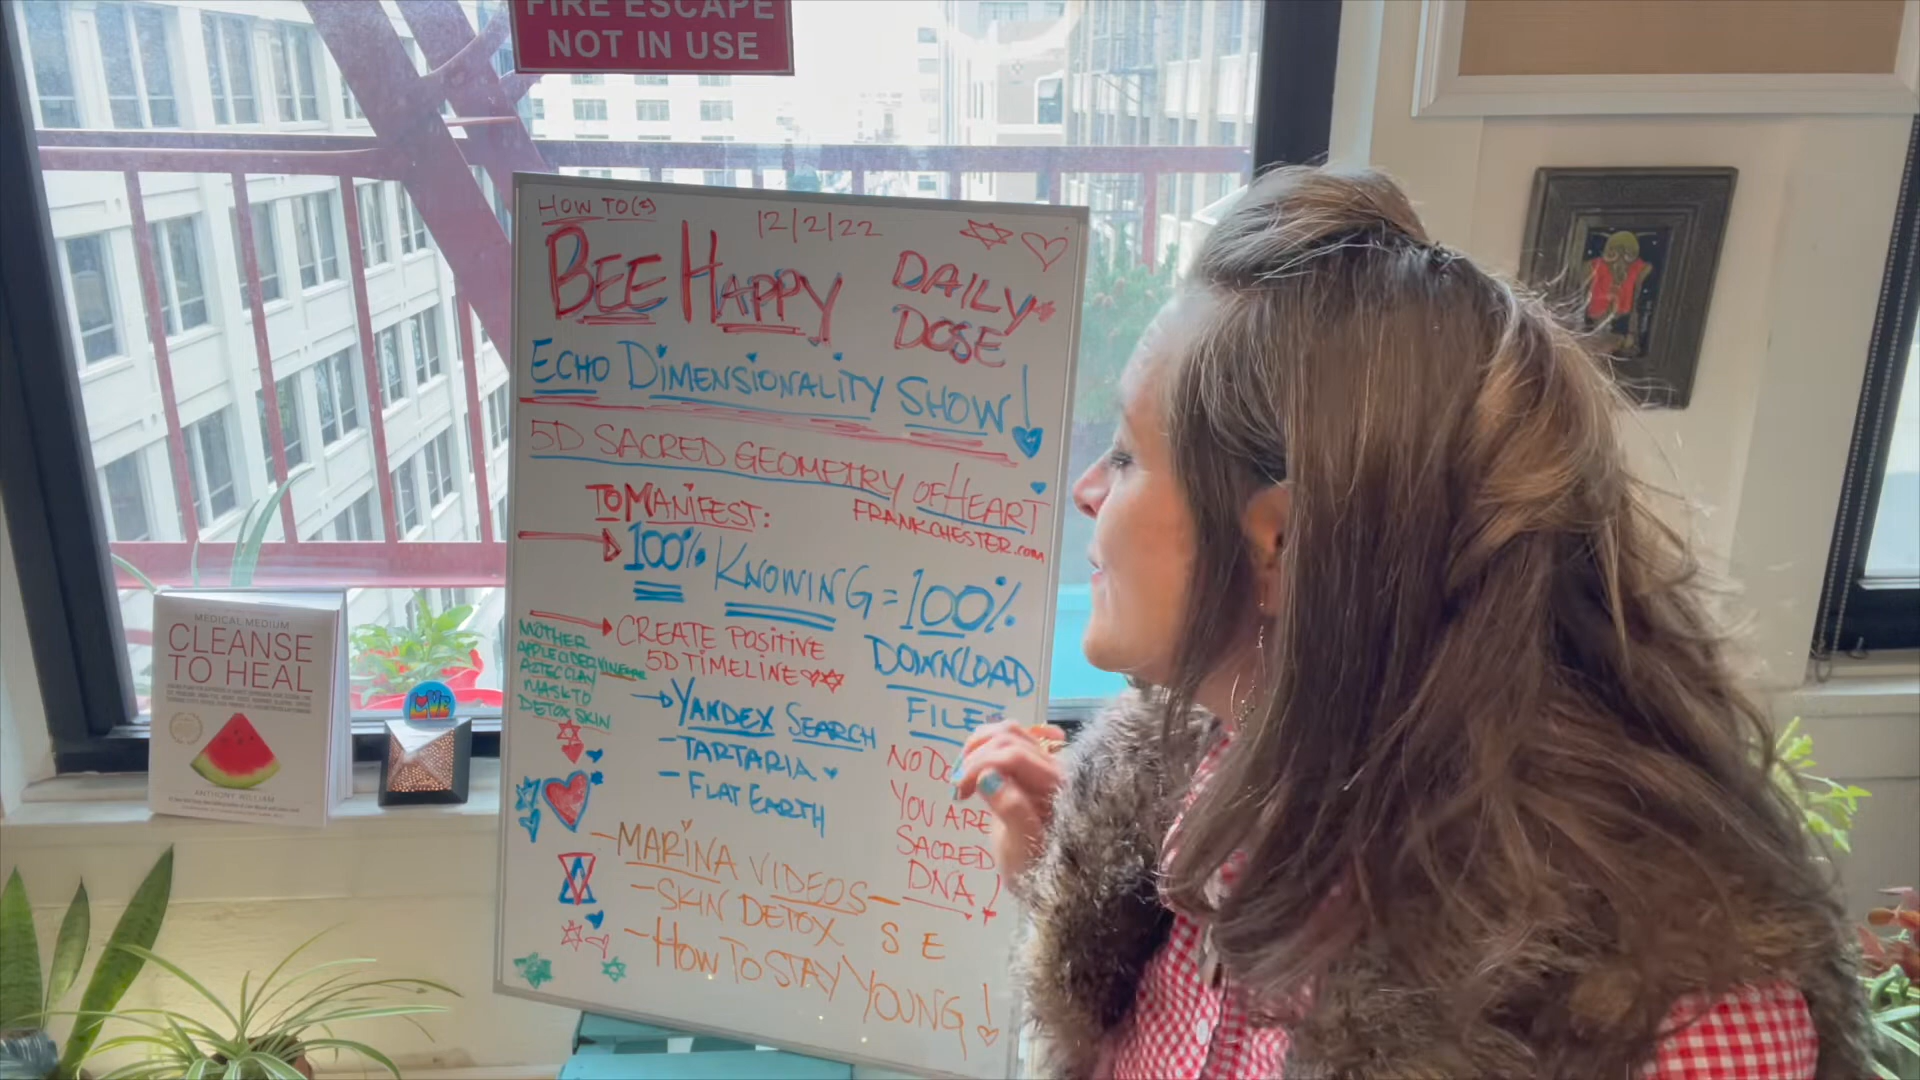 FIRE ESCAPE
NOT IN USE
HOW TO(S)
12/2/22
BEE HAPPY
DAILY
DOSE
ECHO DIMENSIONALITY SHOW!
5D SACRED GEOMETRY OF HEART
FRANKCHESTER.com
TO MANIFEST:
100% KNOWING = 100%
DOWNLOAD
FILE
CREATE POSITIVE
5D TIMELINE
MOTHER
APPLE CIDER VINEGAR
AZTEC CLAY
MASK TO
DETOX SKIN
YANDEX SEARCH
- TARTARIA
- FLAT EARTH
NO
YOU ARE
SACRED
DNA!
- MARINA VIDEOS -
- SKIN DETOX S E
- HOW TO STAY YOUNG!
MEDICAL MEDIUM
CLEANSE
TO HEAL
ANTHONY WILLIAM
LOVE